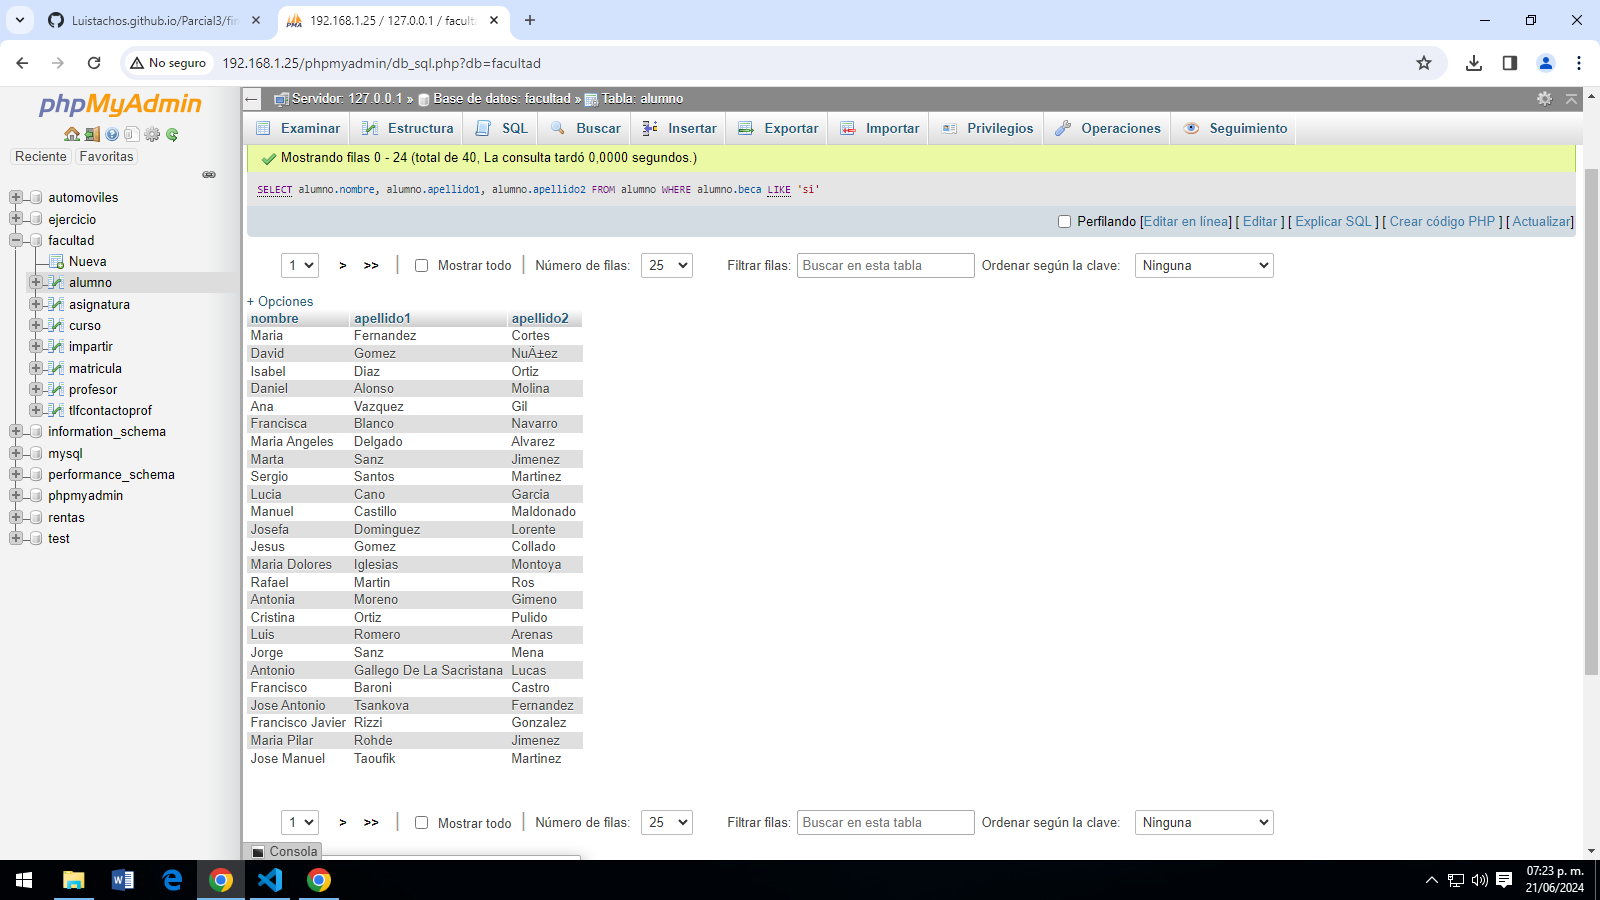 Luistachos.github.io/Parcial3/fin
192.168.1.25 / 127.0.0.1 / faculta
No seguro
192.168.1.25/phpmyadmin/db_sql.php?db=facultad
phpMyAdmin
Reciente Favoritas
automoviles
ejercicio
facultad
Nueva
alumno
asignatura
curso
impartir
matricula
profesor
tlfcontactoprof
information_schema
mysql
performance_schema
phpmyadmin
rentas
test
Servidor: 127.0.0.1 » Base de datos: facultad » Tabla: alumno
Examinar Estructura SQL Buscar Insertar Exportar Importar Privilegios Operaciones Seguimiento
Mostrando filas 0 - 24 (total de 40, La consulta tardó 0,0000 segundos.)
SELECT alumno.nombre, alumno.apellido1, alumno.apellido2 FROM alumno WHERE alumno.beca LIKE 'si'
Perfilando [Editar en línea] [ Editar ] [ Explicar SQL ] [ Crear código PHP ] [ Actualizar]
1 > >> | Mostrar todo | Número de filas: 25 Filtrar filas: Buscar en esta tabla Ordenar según la clave: Ninguna
+ Opciones
nombre apellido1 apellido2
Maria Fernandez Cortes
David Gomez NuÃ±ez
Isabel Diaz Ortiz
Daniel Alonso Molina
Ana Vazquez Gil
Francisca Blanco Navarro
Maria Angeles Delgado Alvarez
Marta Sanz Jimenez
Sergio Santos Martinez
Lucia Cano Garcia
Manuel Castillo Maldonado
Josefa Dominguez Lorente
Jesus Gomez Collado
Maria Dolores Iglesias Montoya
Rafael Martin Ros
Antonia Moreno Gimeno
Cristina Ortiz Pulido
Luis Romero Arenas
Jorge Sanz Mena
Antonio Gallego De La Sacristana Lucas
Francisco Baroni Castro
Jose Antonio Tsankova Fernandez
Francisco Javier Rizzi Gonzalez
Maria Pilar Rohde Jimenez
Jose Manuel Taoufik Martinez
1 > >> | Mostrar todo | Número de filas: 25 Filtrar filas: Buscar en esta tabla Ordenar según la clave: Ninguna
Consola
07:23 p. m.
21/06/2024